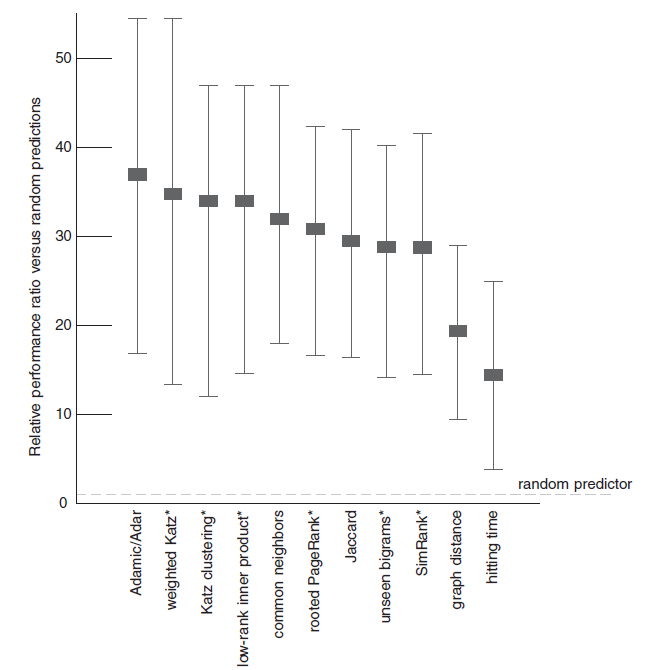 Relative performance ratio versus random predictions
50
40
30
20
10
0
random predictor
Adamic/Adar
weighted Katz*
Katz clustering*
low-rank inner product*
common neighbors
rooted PageRank*
Jaccard
unseen bigrams*
SimRank*
graph distance
hitting time